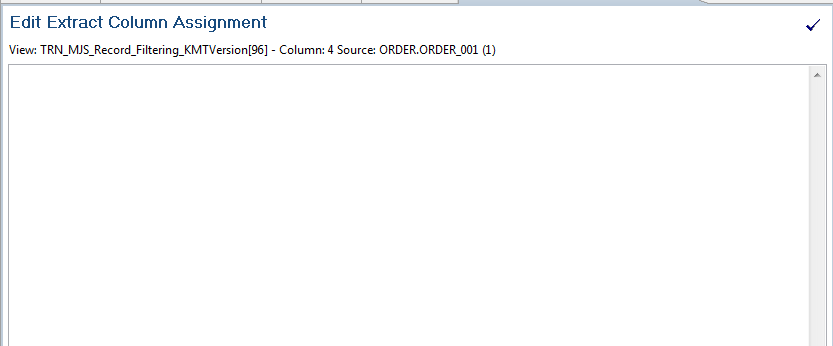 Edit Extract Column Assignment
View: TRN_MJS_Record_Filtering_KMTVersion[96] - Column: 4 Source: ORDER.ORDER_001 (1)